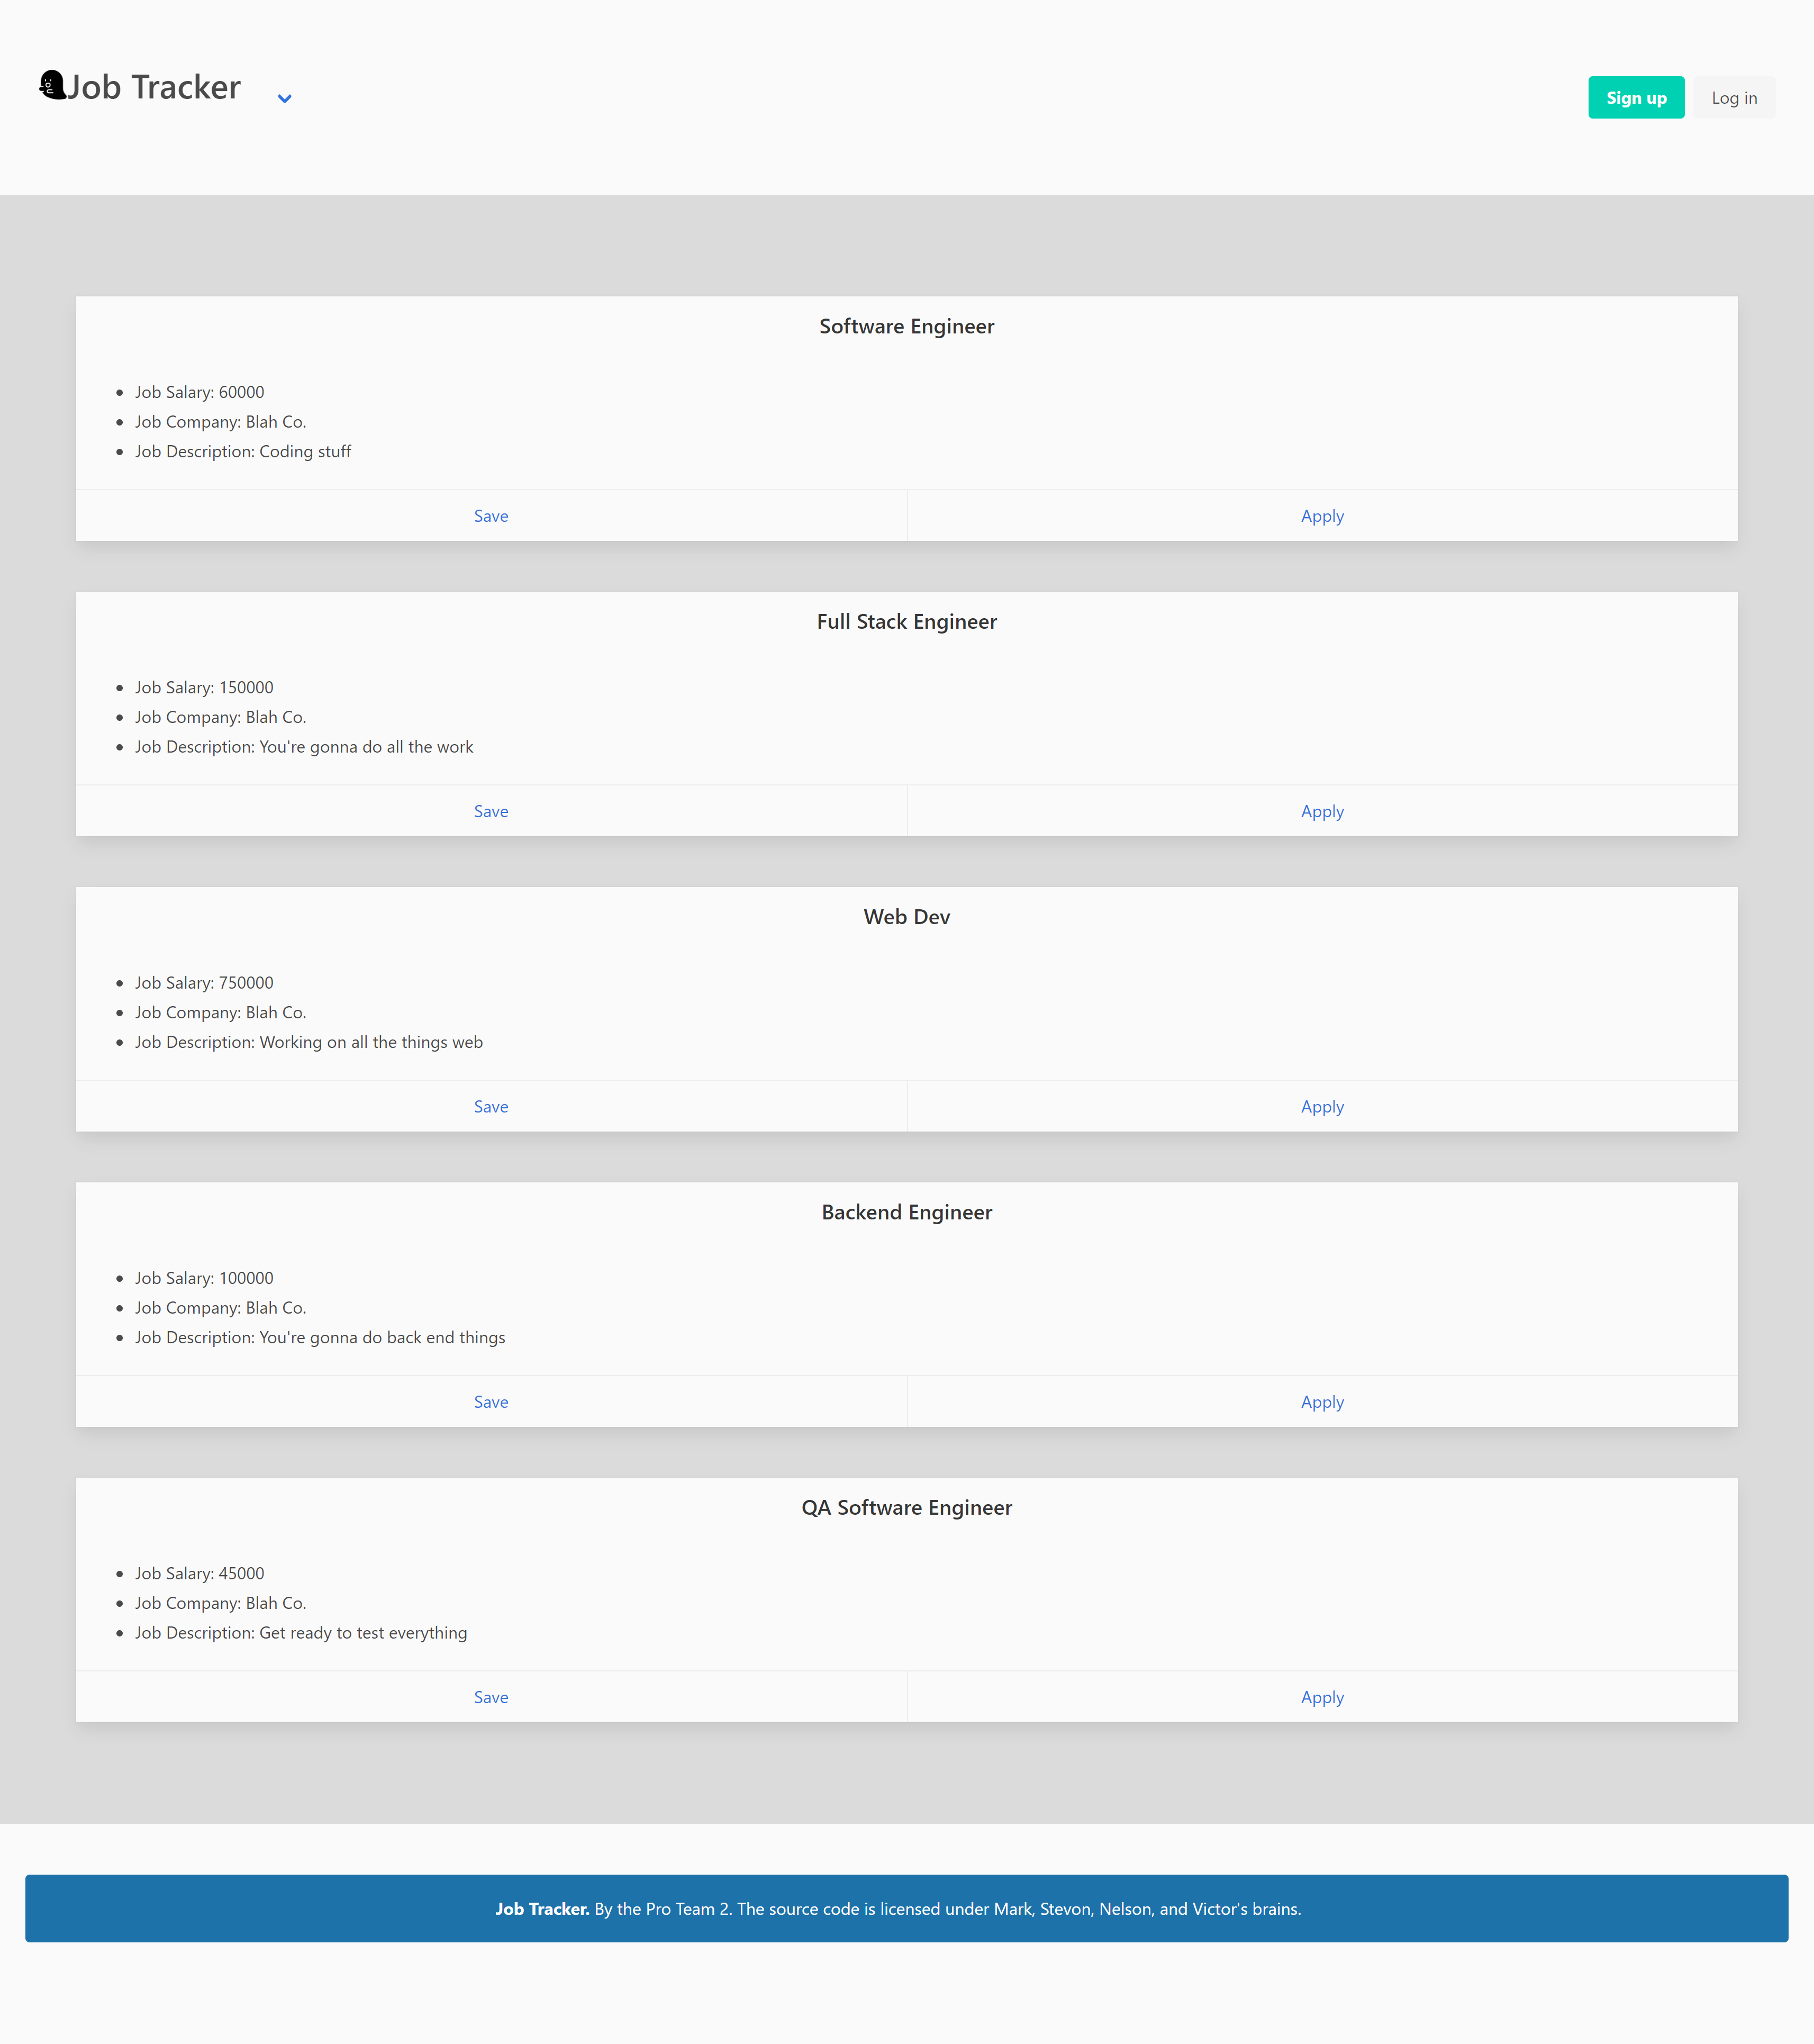 Job Tracker
Sign up
Log in
Software Engineer
Job Salary: 60000
Job Company: Blah Co.
Job Description: Coding stuff
Save
Apply
Full Stack Engineer
Job Salary: 150000
Job Company: Blah Co.
Job Description: You're gonna do all the work
Save
Apply
Web Dev
Job Salary: 750000
Job Company: Blah Co.
Job Description: Working on all the things web
Save
Apply
Backend Engineer
Job Salary: 100000
Job Company: Blah Co.
Job Description: You're gonna do back end things
Save
Apply
QA Software Engineer
Job Salary: 45000
Job Company: Blah Co.
Job Description: Get ready to test everything
Save
Apply
Job Tracker. By the Pro Team 2. The source code is licensed under Mark, Stevon, Nelson, and Victor's brains.